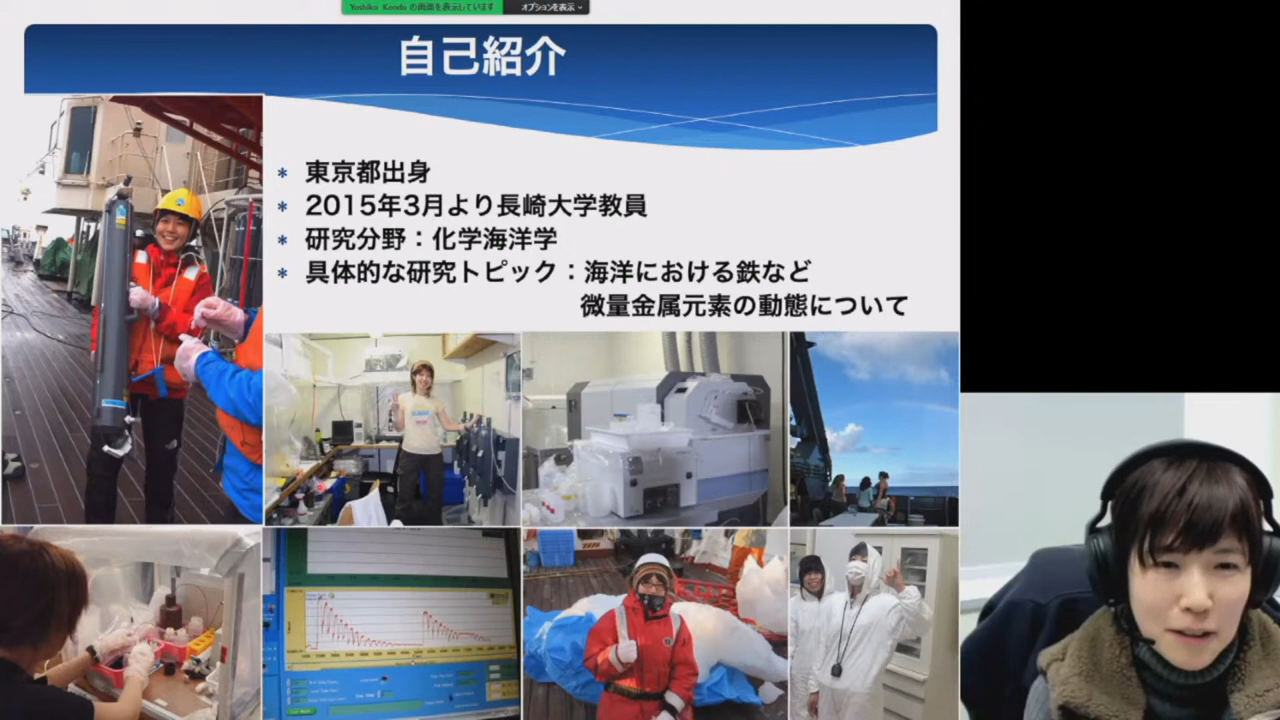 Yoshiko Kondo の画面を表示しています
オプションを表示
自己紹介
* 東京都出身
* 2015年3月より長崎大学教員
* 研究分野：化学海洋学
* 具体的な研究トピック：海洋における鉄など
微量金属元素の動態について